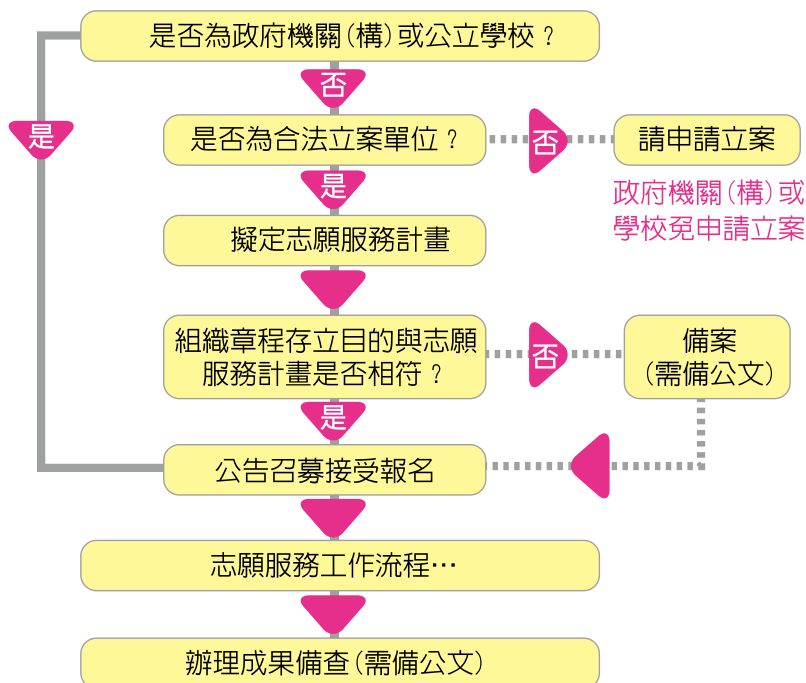 是否為政府機關(構)或公立學校？
否
是
是否為合法立案單位？
否
請申請立案
是
政府機關(構)或
學校免申請立案
擬定志願服務計畫
組織章程存立目的與志願
服務計畫是否相符？
否
備案
(需備公文)
是
公告召募接受報名
志願服務工作流程…
辦理成果備查(需備公文)